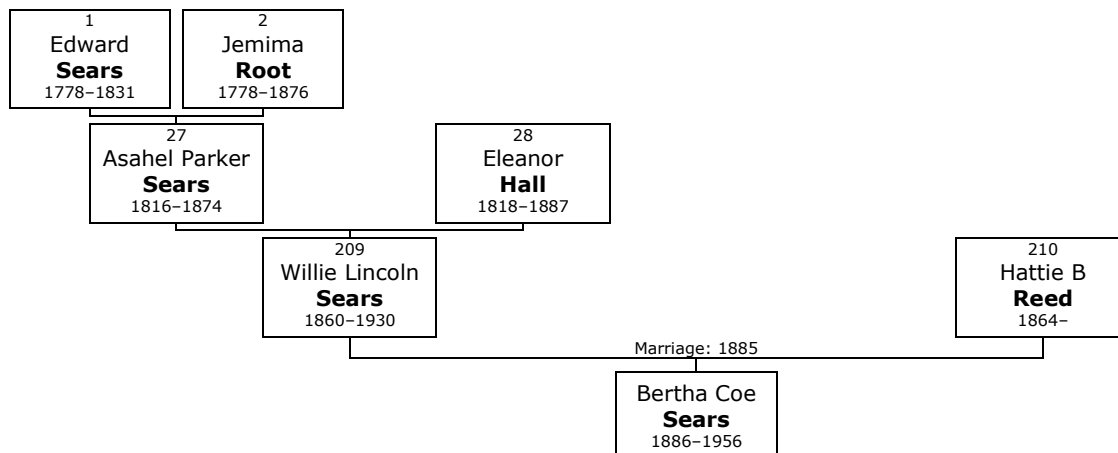 1
Edward
Sears
1778–1831
2
Jemima
Root
1778–1876
27
Asahel Parker
Sears
1816–1874
28
Eleanor
Hall
1818–1887
209
Willie Lincoln
Sears
1860–1930
210
Hattie B
Reed
1864–
Marriage: 1885
Bertha Coe
Sears
1886–1956